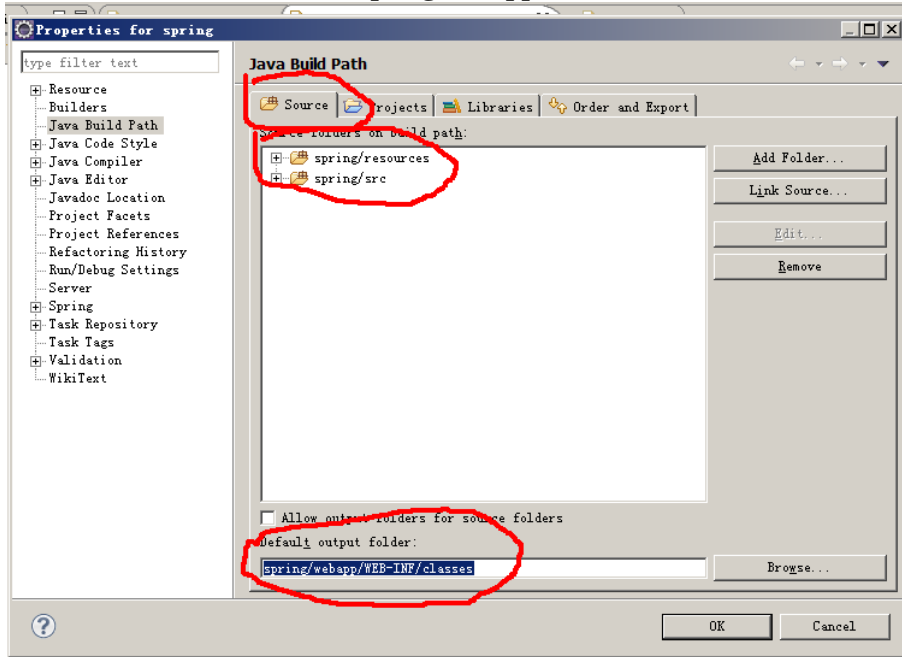 Properties for spring
type filter text
Resource
Builders
Java Build Path
Java Code Style
Java Compiler
Java Editor
Javadoc Location
Project Facets
Project References
Refactoring History
Run/Debug Settings
Server
Spring
Task Repository
Task Tags
Validation
WikiText
Java Build Path
Source Projects Libraries Order and Export
Source folders on build path:
spring/resources
spring/src
Add Folder...
Link Source...
Edit...
Remove
Allow output folders for source folders
Default output folder:
spring/webapp/WEB-INF/classes
Browse...
OK Cancel